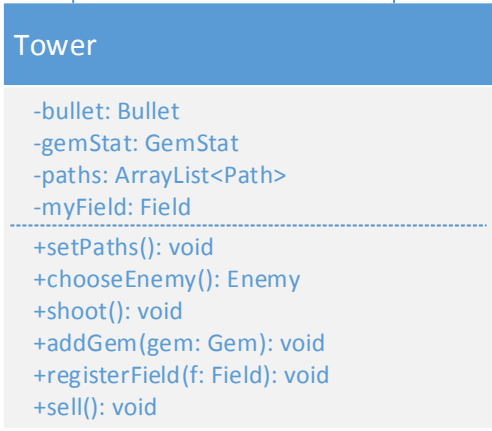 Tower
-bullet: Bullet
-gemStat: GemStat
-paths: ArrayList<Path>
-myField: Field
+setPaths(): void
+chooseEnemy(): Enemy
+shoot(): void
+addGem(gem: Gem): void
+registerField(f: Field): void
+sell(): void